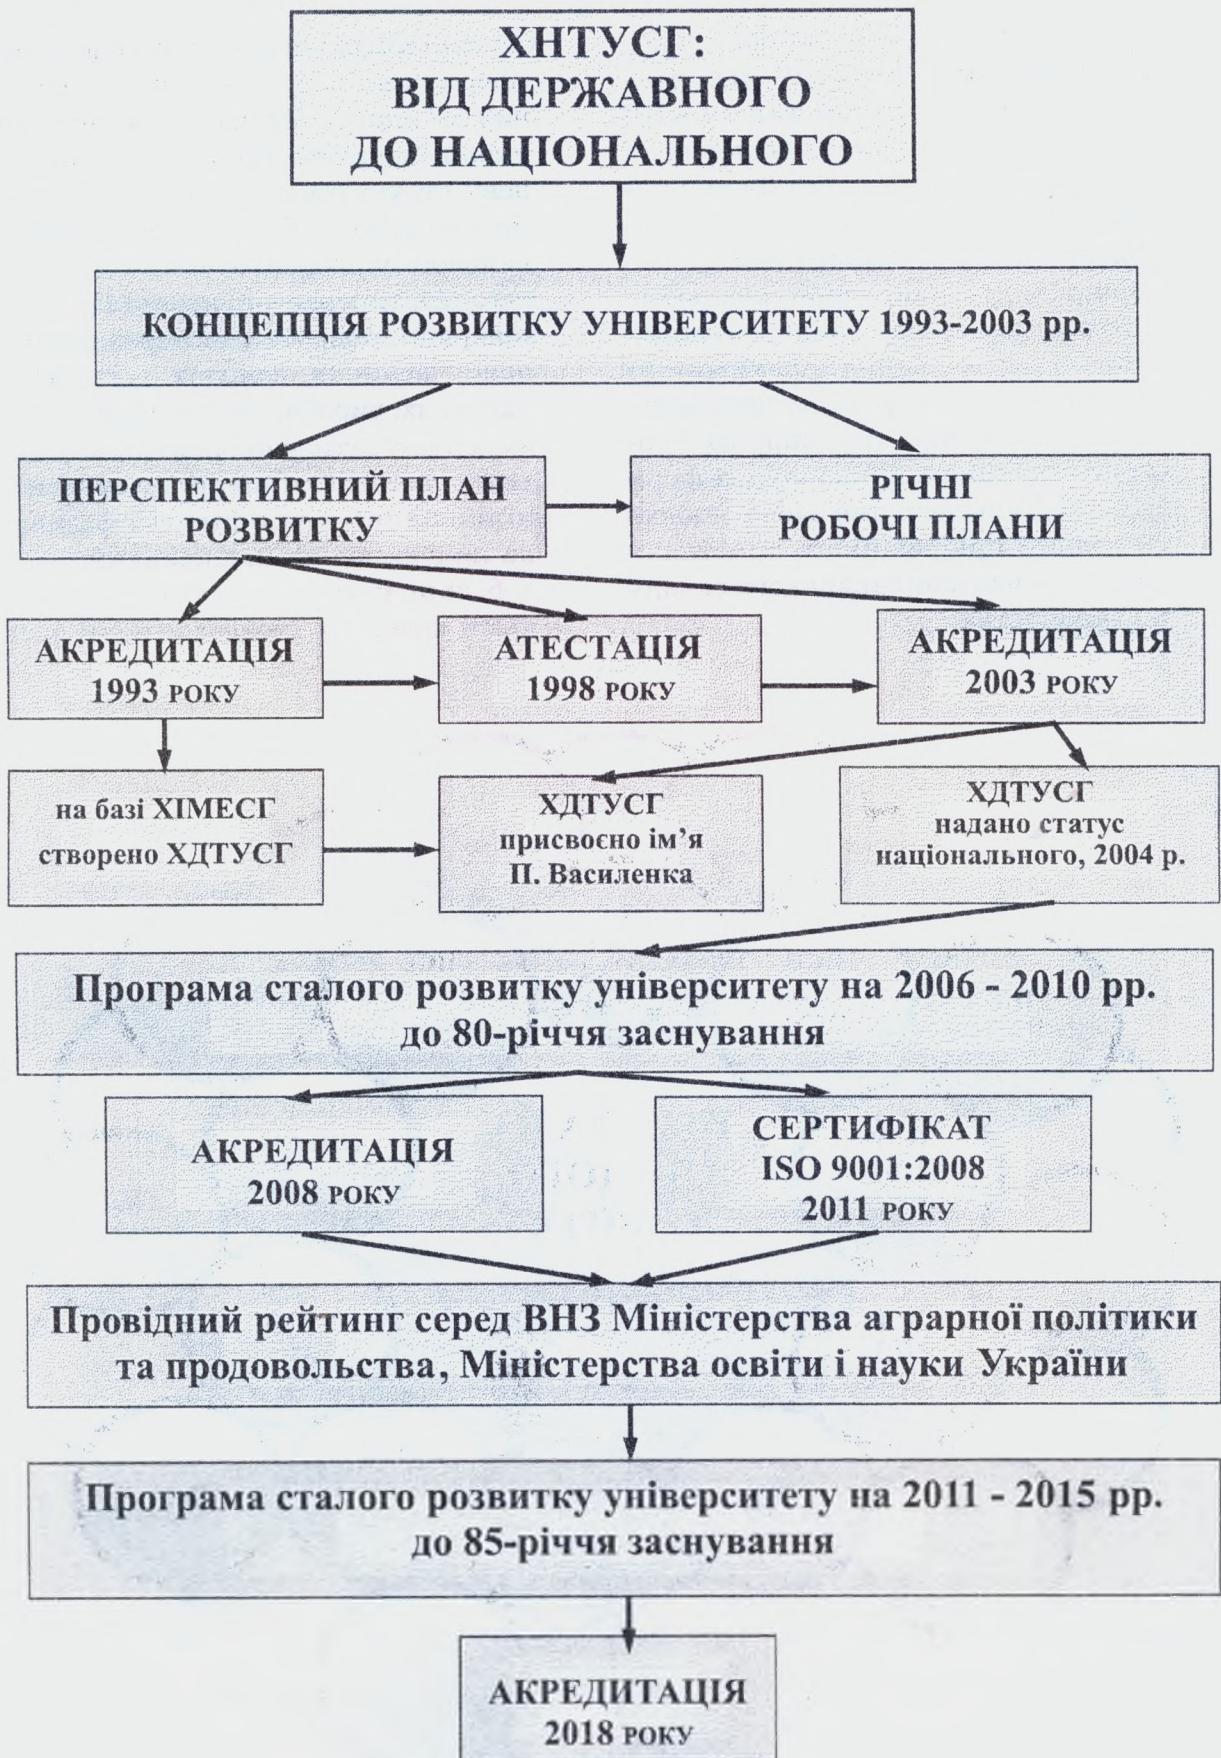 ХНТУСГ:
ВІД ДЕРЖАВНОГО
ДО НАЦІОНАЛЬНОГО
КОНЦЕПЦІЯ РОЗВИТКУ УНІВЕРСИТЕТУ 1993-2003 рр.
ПЕРСПЕКТИВНИЙ ПЛАН
РОЗВИТКУ
РІЧНІ
РОБОЧІ ПЛАНИ
АКРЕДИТАЦІЯ
1993 РОКУ
АТЕСТАЦІЯ
1998 РОКУ
АКРЕДИТАЦІЯ
2003 РОКУ
на базі ХІМЕСГ
створено ХДТУСГ
ХДТУСГ
присвоєно ім’я
П. Василенка
ХДТУСГ
надано статус
національного, 2004 р.
Програма сталого розвитку університету на 2006 - 2010 рр.
до 80-річчя заснування
АКРЕДИТАЦІЯ
2008 РОКУ
СЕРТИФІКАТ
ISO 9001:2008
2011 РОКУ
Провідний рейтинг серед ВНЗ Міністерства аграрної політики
та продовольства, Міністерства освіти і науки України
Програма сталого розвитку університету на 2011 - 2015 рр.
до 85-річчя заснування
АКРЕДИТАЦІЯ
2018 РОКУ